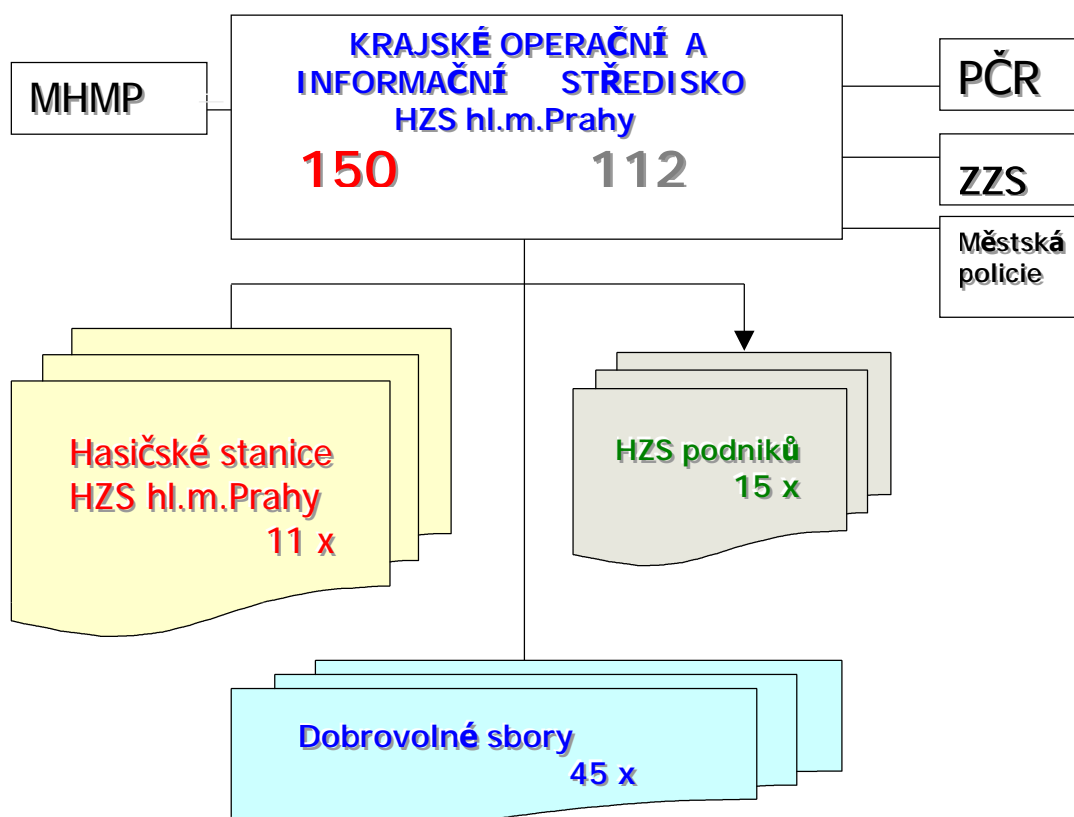 MHMP
KRAJSKÉ OPERAČNÍ A
INFORMAČNÍ STŘEDISKO
HZS hl.m.Prahy
150 112
PČR
ZZS
Městská
policie
Hasičské stanice
HZS hl.m.Prahy
11 x
HZS podniků
15 x
Dobrovolné sbory
45 x